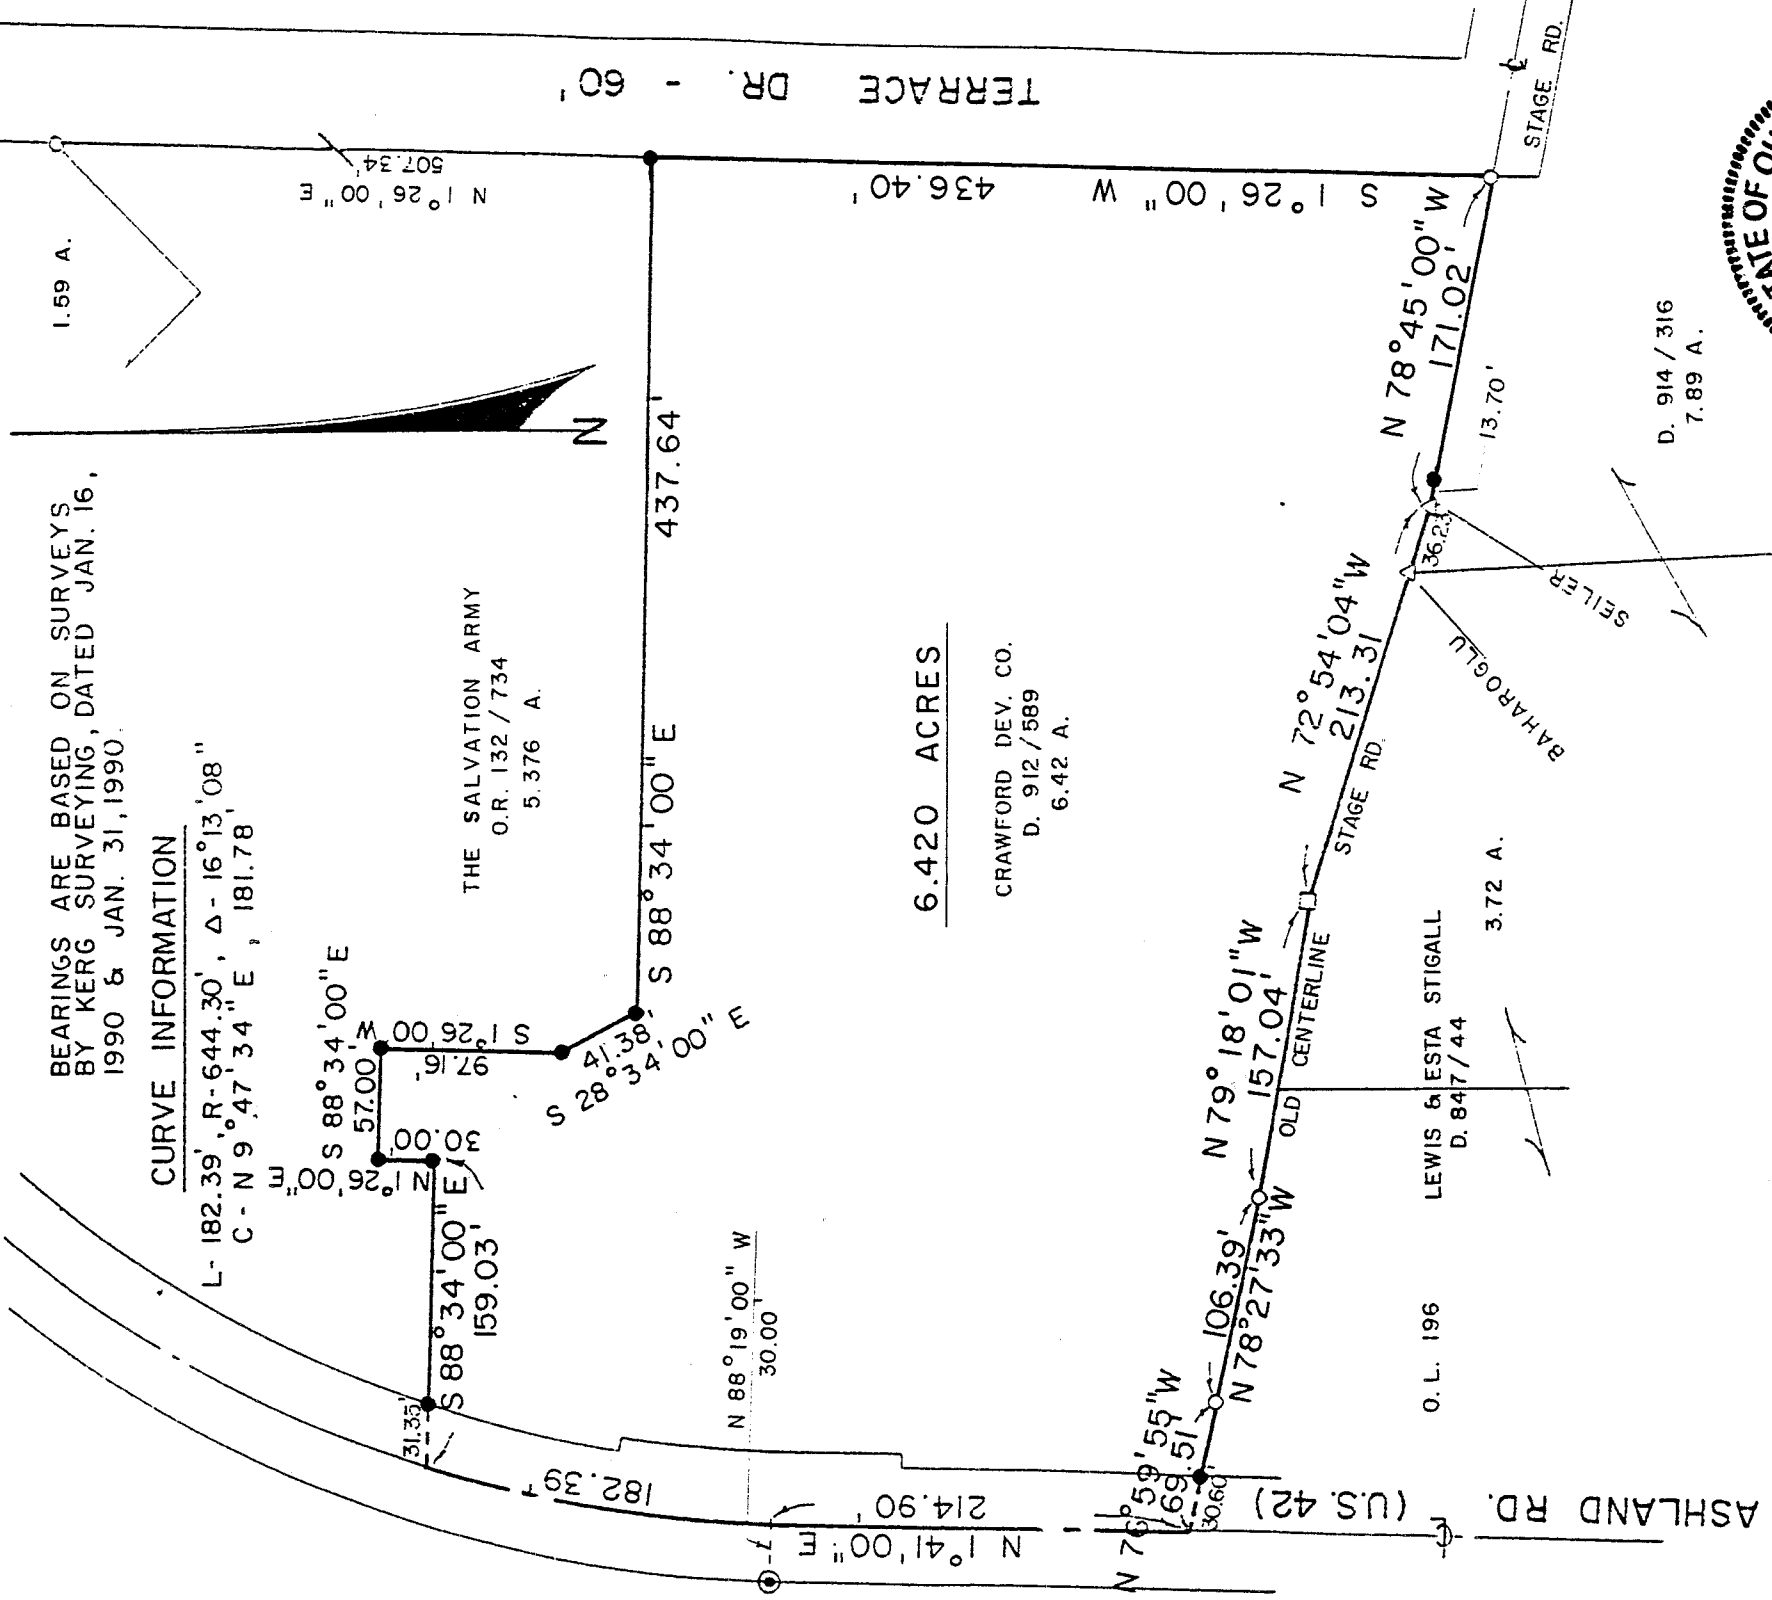 BEARINGS ARE BASED ON SURVEYS
BY KERG SURVEYING, DATED JAN. 16,
1990 & JAN. 31, 1990.
CURVE INFORMATION
L- 182.39', R- 644.30', Δ- 16°13'08"
C - N 9°47'34" E, 181.78'
1.59 A.
N 1°26'00" E
507.34'
TERRACE DR. - 60'
N
THE SALVATION ARMY
O.R. 132 / 734
5.376 A.
S 88°34'00" E
57.00'
N 1°26'00" E
30.00'
S 1°26'00" W
97.16'
41.38'
S 28°34'00" E
S 88°34'00" E
437.64'
S 1°26'00" W
436.40'
31.35'
S 88°34'00" E
159.03'
182.39'
N 88°19'00" W
30.00'
6.420 ACRES
CRAWFORD DEV. CO.
D. 912 / 589
6.42 A.
N 1°41'00" E
214.90'
N 76°59'55" W
69.51'
30.60'
106.39'
N 78°27'33" W
N 79°18'01" W
157.04'
OLD CENTERLINE
STAGE RD.
N 72°54'04" W
213.31
36.23
N 78°45'00" W
171.02'
13.70'
STAGE RD.
SEILER
BAHAROGLU
D. 914 / 316
7.89 A.
3.72 A.
LEWIS & ESTA STIGALL
D. 847 / 44
O. L. 196
ASHLAND RD. (U.S. 42)
OF